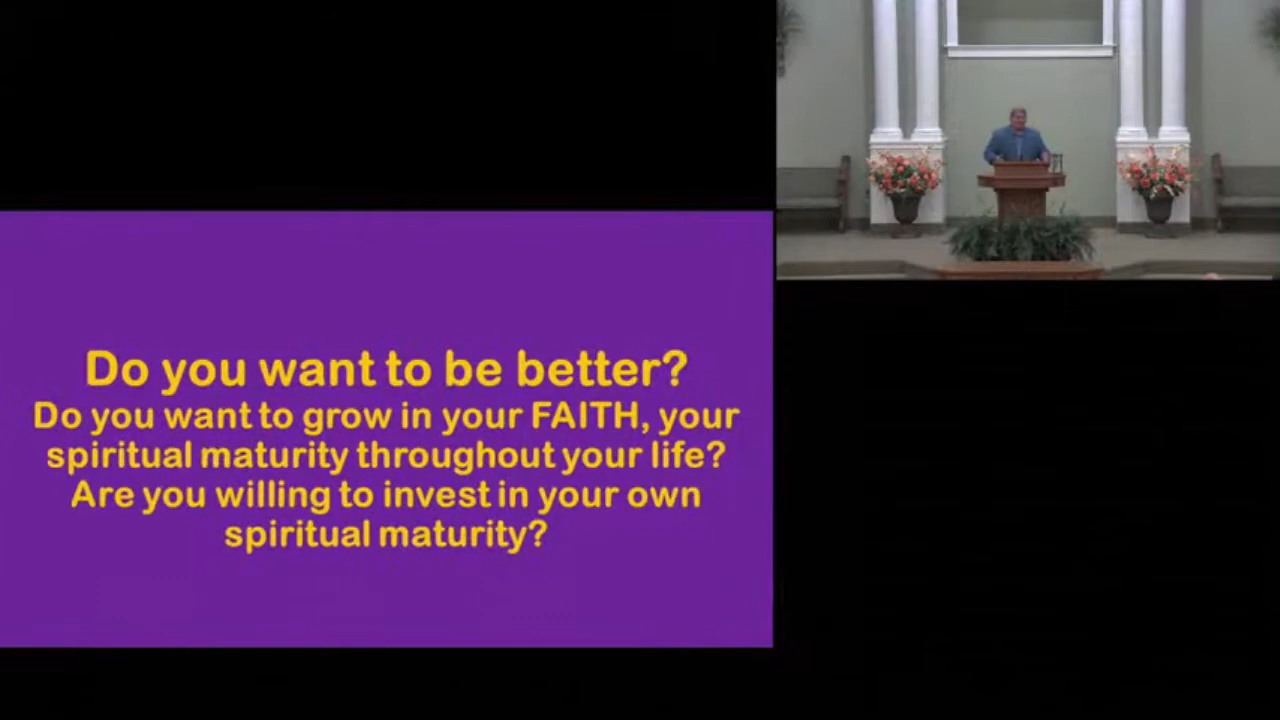 Do you want to be better?
Do you want to grow in your FAITH, your
spiritual maturity throughout your life?
Are you willing to invest in your own
spiritual maturity?